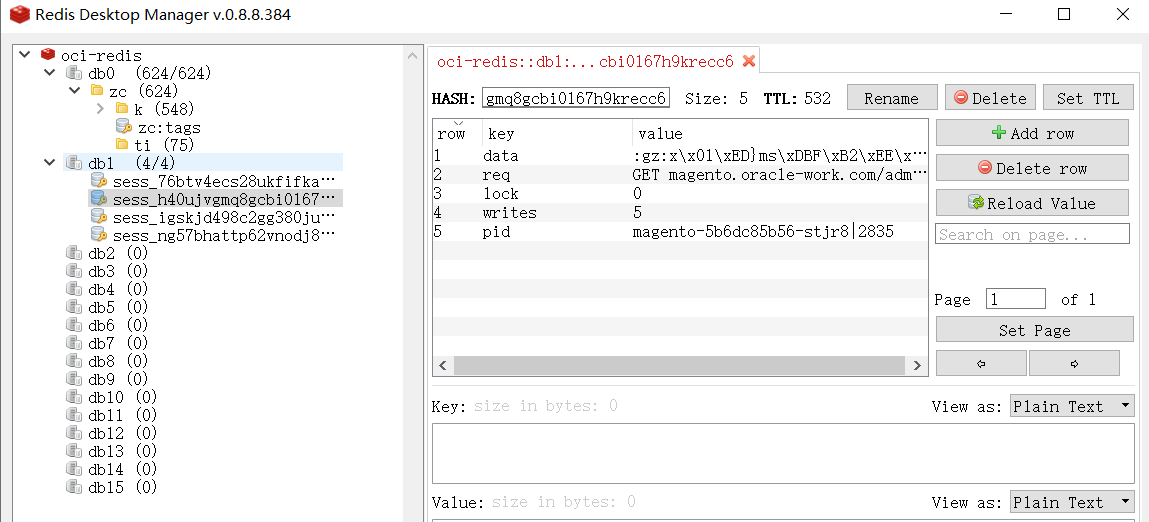 Redis Desktop Manager v.0.8.8.384
oci-redis
db0 (624/624)
zc (624)
k (548)
zc:tags
ti (75)
db1 (4/4)
sess_76btv4ecs28ukfifka…
sess_h40ujvgmq8gcbi0167…
sess_igskjd498c2gg380ju…
sess_ng57bhattp62vnodj8…
db2 (0)
db3 (0)
db4 (0)
db5 (0)
db6 (0)
db7 (0)
db8 (0)
db9 (0)
db10 (0)
db11 (0)
db12 (0)
db13 (0)
db14 (0)
db15 (0)
oci-redis::db1:...cbi0167h9krecc6
HASH: gmq8gcbi0167h9krecc6 Size: 5 TTL: 532 Rename Delete Set TTL
row key value
1 data :gz:x\x01\xED}ms\xDBF\xB2\xEE\x…
2 req GET magento.oracle-work.com/adm…
3 lock 0
4 writes 5
5 pid magento-5b6dc85b56-stjr8|2835
Add row
Delete row
Reload Value
Search on page...
Page 1 of 1
Set Page
Key: size in bytes: 0 View as: Plain Text
Value: size in bytes: 0 View as: Plain Text